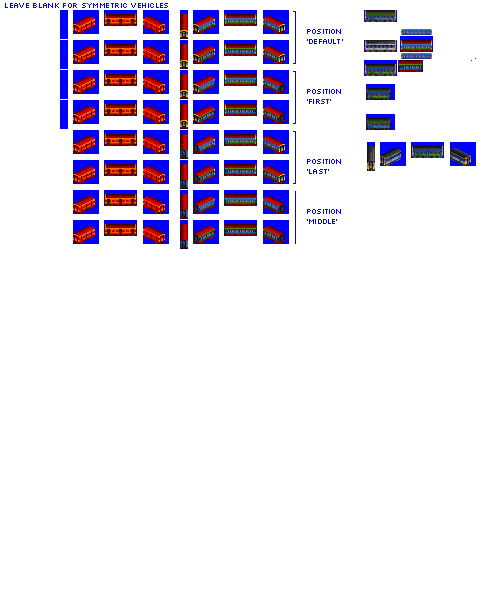 LEAVE BLANK FOR SYMMETRIC VEHICLES
POSITION
'DEFAULT'
POSITION
'FIRST'
POSITION
'LAST'
POSITION
'MIDDLE'